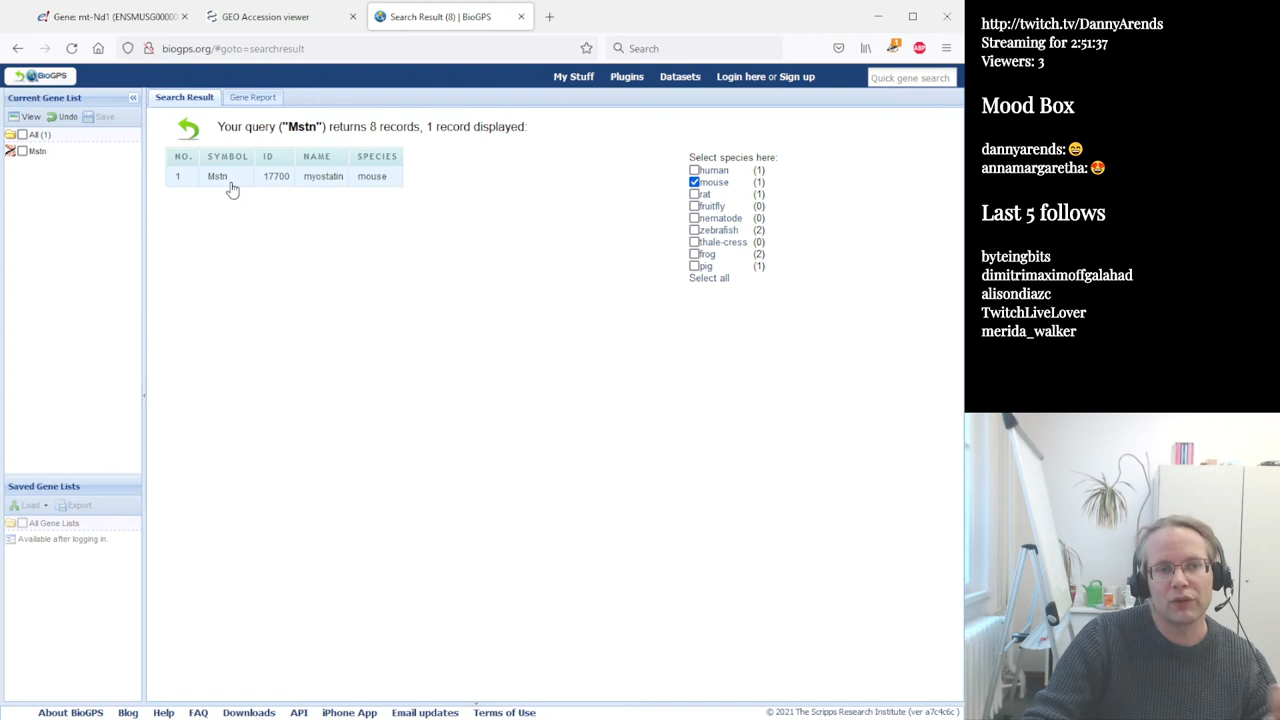 Gene: mt-Nd1 (ENSMUSG00000
GEO Accession viewer
Search Result (8) | BioGPS
biogps.org/#goto=searchresult
Search
BioGPS
My Stuff
Plugins
Datasets
Login here or Sign up
Quick gene search
Current Gene List
View
Undo
Save
All (1)
Mstn
Search Result
Gene Report
Your query ("Mstn") returns 8 records, 1 record displayed:
NO. SYMBOL ID NAME SPECIES
1 Mstn 17700 myostatin mouse
Select species here:
human (1)
mouse (1)
rat (1)
fruitfly (0)
nematode (0)
zebrafish (2)
thale-cress (0)
frog (2)
pig (1)
Select all
Saved Gene Lists
Load
Export
All Gene Lists
Available after logging in.
About BioGPS Blog Help FAQ Downloads API iPhone App Email updates Terms of Use
© 2021 The Scripps Research Institute (ver a7c4c6c )
http://twitch.tv/DannyArends
Streaming for 2:51:37
Viewers: 3
Mood Box
dannyarends: 😄
annamargaretha: 😍
Last 5 follows
byteingbits
dimitrimaximoffgalahad
alisondiazc
TwitchLiveLover
merida_walker